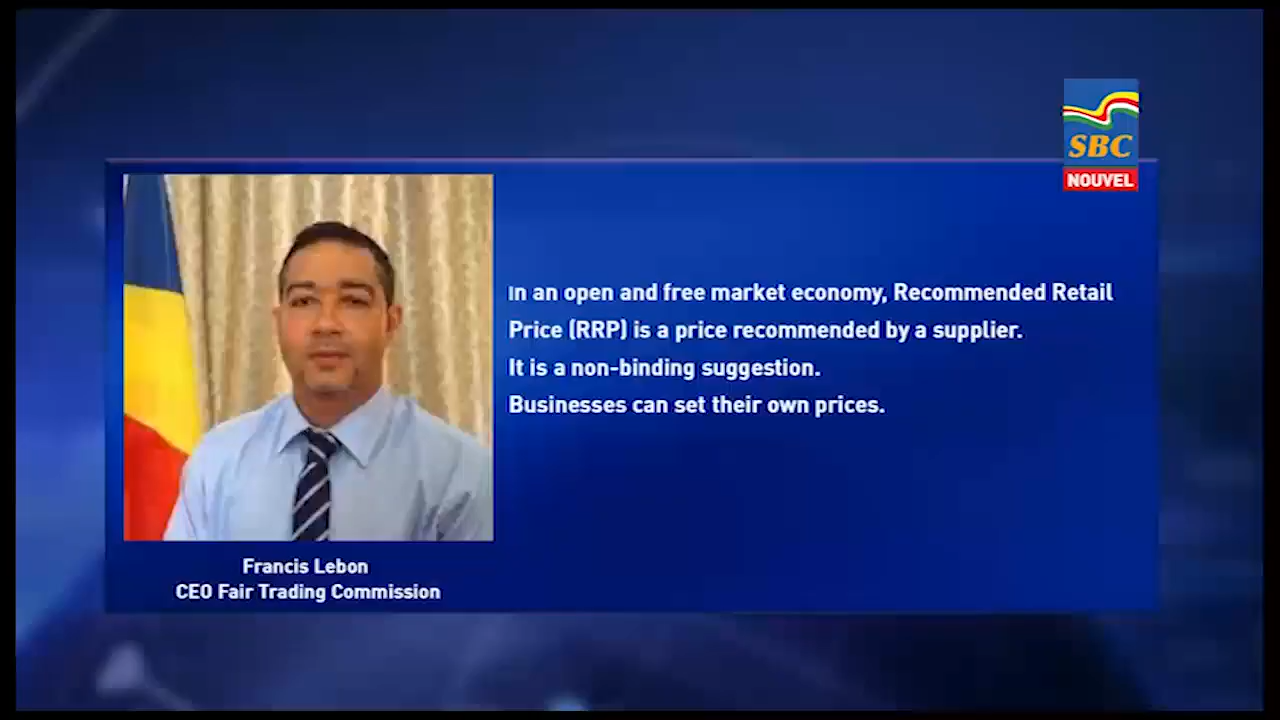 SBC
NOUVEL
In an open and free market economy, Recommended Retail
Price (RRP) is a price recommended by a supplier.
It is a non-binding suggestion.
Businesses can set their own prices.
Francis Lebon
CEO Fair Trading Commission